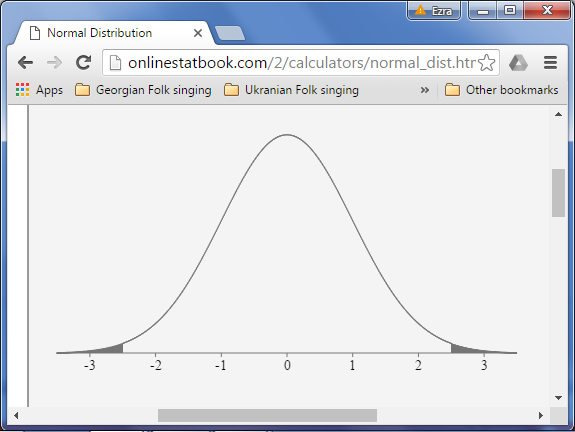 Ezra
Normal Distribution
onlinestatbook.com/2/calculators/normal_dist.htm
Apps Georgian Folk singing Ukranian Folk singing » Other bookmarks
-3 -2 -1 0 1 2 3